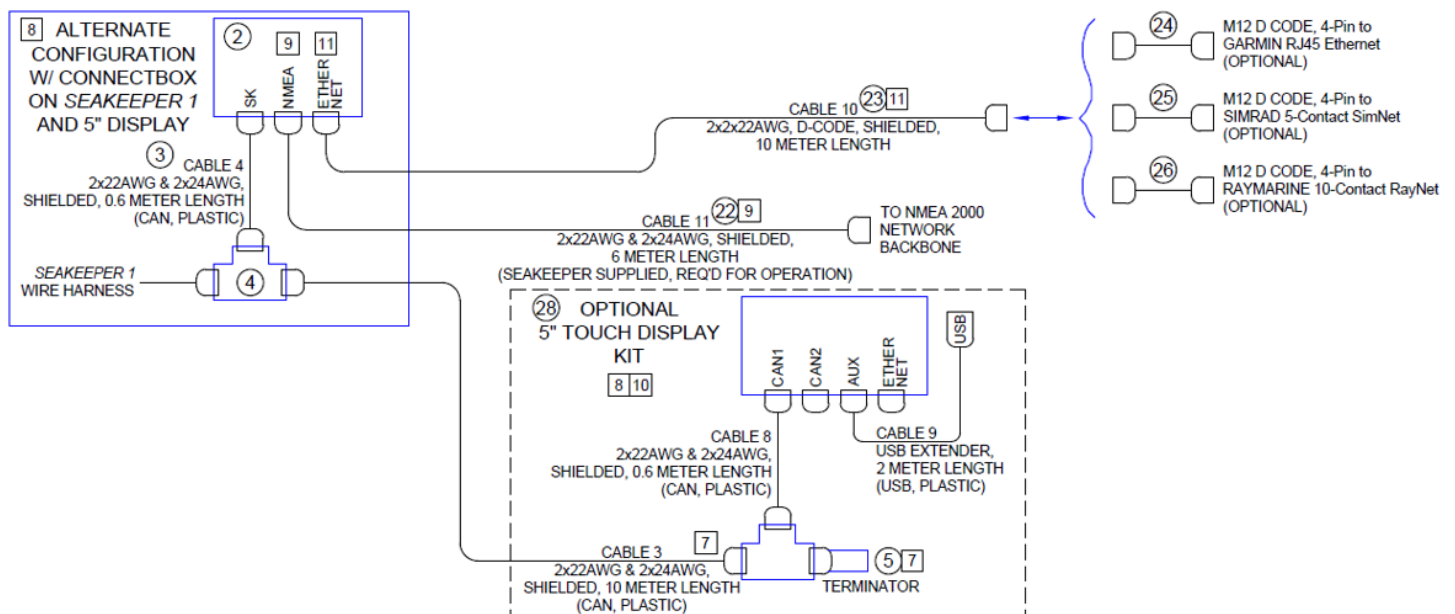 8 ALTERNATE
CONFIGURATION
W/ CONNECTBOX
ON SEAKEEPER 1
AND 5" DISPLAY
2
9
11
SK
NMEA
ETHER
NET
3
CABLE 4
2x22AWG & 2x24AWG,
SHIELDED, 0.6 METER LENGTH
(CAN, PLASTIC)
SEAKEEPER 1
WIRE HARNESS
4
CABLE 10 23 11
2x2x22AWG, D-CODE, SHIELDED,
10 METER LENGTH
24
M12 D CODE, 4-Pin to
GARMIN RJ45 Ethernet
(OPTIONAL)
25
M12 D CODE, 4-Pin to
SIMRAD 5-Contact SimNet
(OPTIONAL)
26
M12 D CODE, 4-Pin to
RAYMARINE 10-Contact RayNet
(OPTIONAL)
CABLE 11 22 9
2x22AWG & 2x24AWG, SHIELDED,
6 METER LENGTH
(SEAKEEPER SUPPLIED, REQ'D FOR OPERATION)
TO NMEA 2000
NETWORK
BACKBONE
28 OPTIONAL
5" TOUCH DISPLAY
KIT
8 10
CAN1
CAN2
AUX
ETHER
NET
USB
CABLE 8
2x22AWG & 2x24AWG,
SHIELDED, 0.6 METER LENGTH
(CAN, PLASTIC)
CABLE 9
USB EXTENDER,
2 METER LENGTH
(USB, PLASTIC)
CABLE 3 7
2x22AWG & 2x24AWG,
SHIELDED, 10 METER LENGTH
(CAN, PLASTIC)
5 7
TERMINATOR